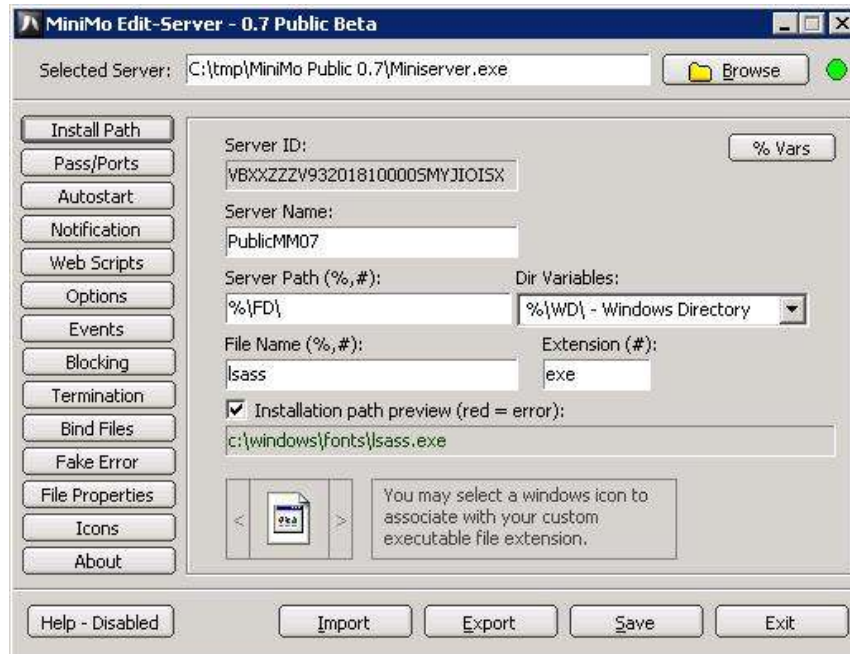 MiniMo Edit-Server - 0.7 Public Beta
Selected Server: C:\tmp\MiniMo Public 0.7\Miniserver.exe Browse
Install Path
Pass/Ports
Autostart
Notification
Web Scripts
Options
Events
Blocking
Termination
Bind Files
Fake Error
File Properties
Icons
About
Server ID:
% Vars
VBXXZZZV93201810000SMYJIOISX
Server Name:
PublicMM07
Server Path (%,#): Dir Variables:
%\FD\ %\WD\ - Windows Directory
File Name (%,#): Extension (#):
lsass exe
Installation path preview (red = error):
c:\windows\fonts\lsass.exe
< >
You may select a windows icon to
associate with your custom
executable file extension.
Help - Disabled Import Export Save Exit